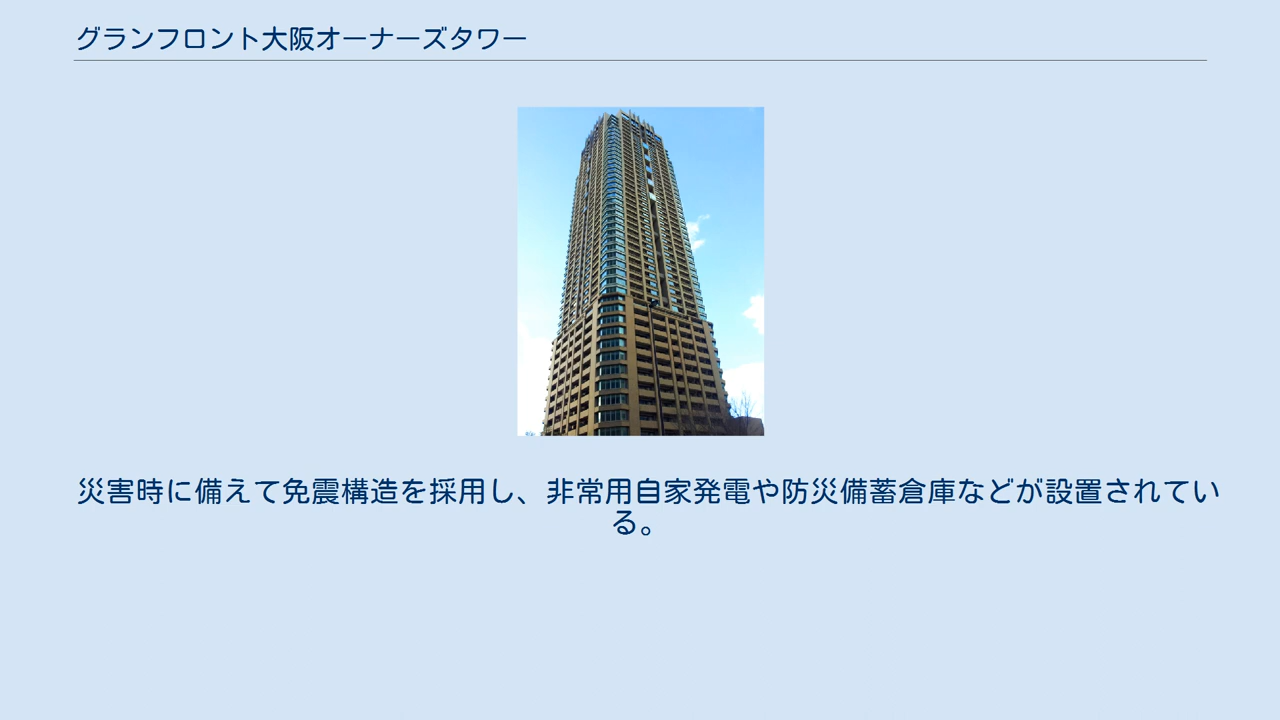 グランフロント大阪オーナーズタワー
災害時に備えて免震構造を採用し、非常用自家発電や防災備蓄倉庫などが設置されてい
る。